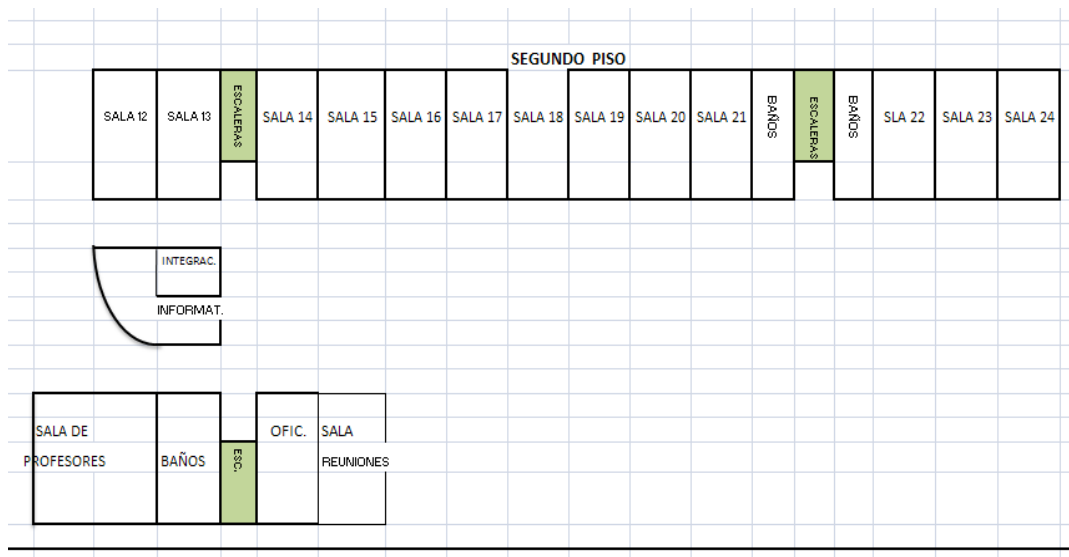 SEGUNDO PISO
SALA 12
SALA 13
ESCALERAS
SALA 14
SALA 15
SALA 16
SALA 17
SALA 18
SALA 19
SALA 20
SALA 21
BAÑOS
ESCALERAS
BAÑOS
SLA 22
SALA 23
SALA 24
INTEGRAC.
INFORMAT.
SALA DE
PROFESORES
BAÑOS
ESC.
OFIC.
SALA
REUNIONES